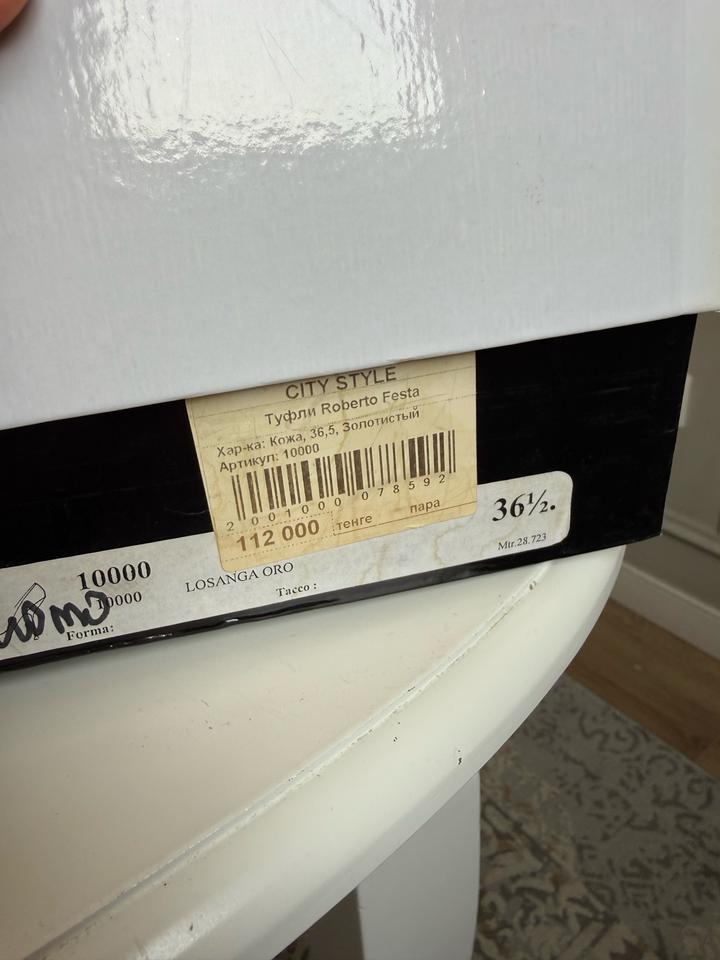 CITY STYLE
Туфли Roberto Festa
Хар-ка: Кожа, 36,5, Золотистый
Артикул: 10000
2 001000 078592
112 000 тенге пара
36½.
Mtr.28.723
10000
LOSANGA ORO
10000
Tacco :
Forma: